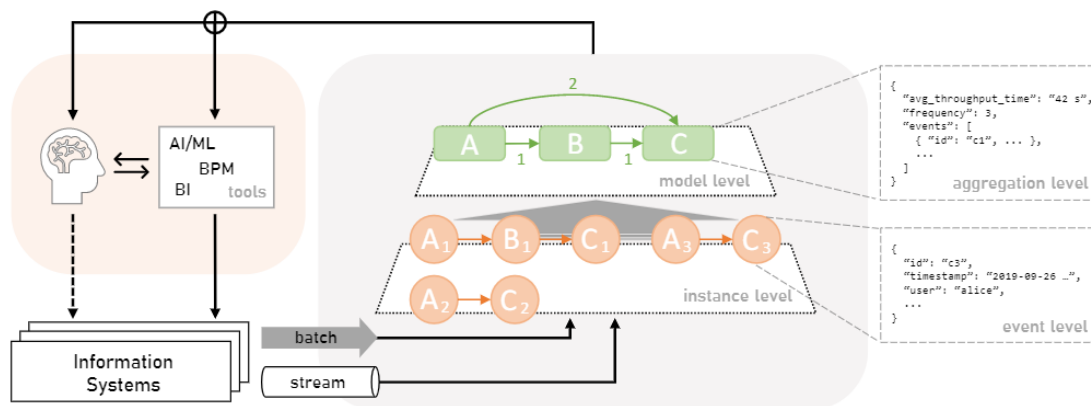 AI/ML
BPM
BI
tools
Information
Systems
batch
stream
2
A
B
C
1
1
model level
A1
B1
C1
A3
C3
A2
C2
instance level
{
"avg_throughput_time": "42 s",
"frequency": 3,
"events": [
{ "id": "c1", ... },
...
]
}
aggregation level
{
"id": "c3",
"timestamp": "2019-09-26 …",
"user": "alice",
...
}
event level